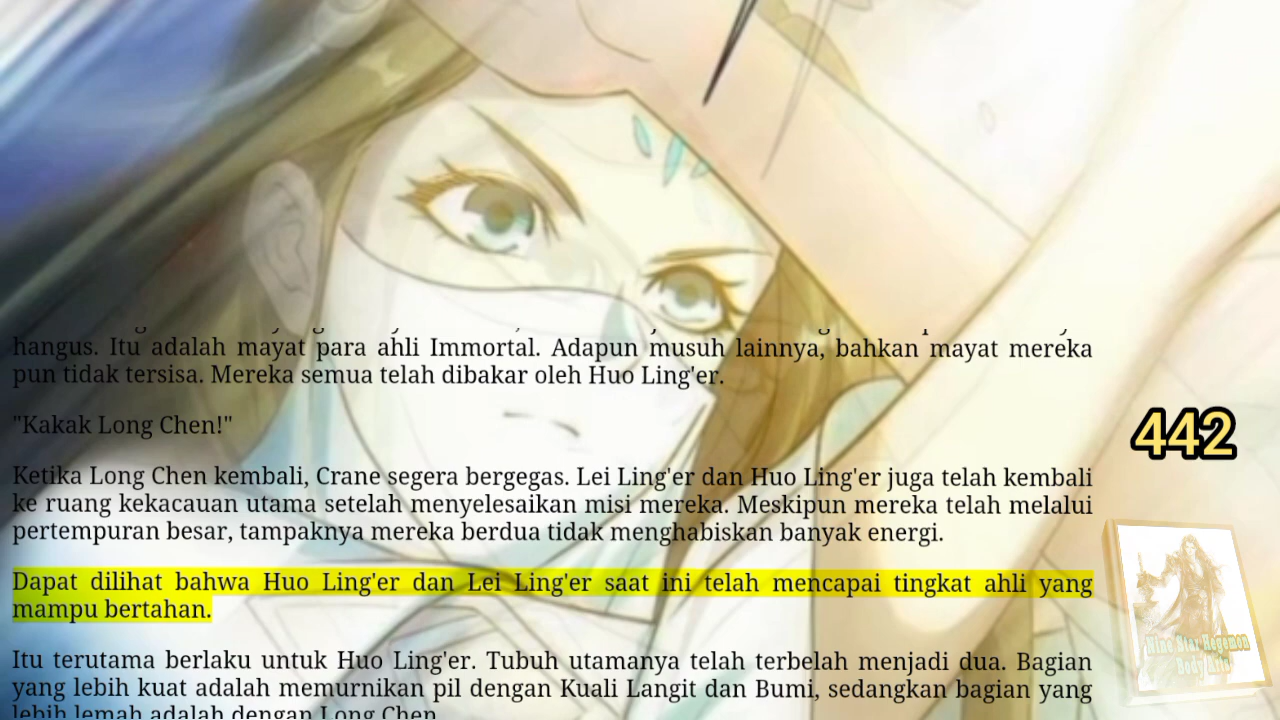 hangus. Itu adalah mayat para ahli Immortal. Adapun musuh lainnya, bahkan mayat mereka
pun tidak tersisa. Mereka semua telah dibakar oleh Huo Ling'er.
"Kakak Long Chen!"
Ketika Long Chen kembali, Crane segera bergegas. Lei Ling'er dan Huo Ling'er juga telah kembali
ke ruang kekacauan utama setelah menyelesaikan misi mereka. Meskipun mereka telah melalui
pertempuran besar, tampaknya mereka berdua tidak menghabiskan banyak energi.
Dapat dilihat bahwa Huo Ling'er dan Lei Ling'er saat ini telah mencapai tingkat ahli yang
mampu bertahan.
Itu terutama berlaku untuk Huo Ling'er. Tubuh utamanya telah terbelah menjadi dua. Bagian
yang lebih kuat adalah memurnikan pil dengan Kuali Langit dan Bumi, sedangkan bagian yang
lebih lemah adalah dengan Long Chen.
442
Nine Star Hegemon
Body Arts